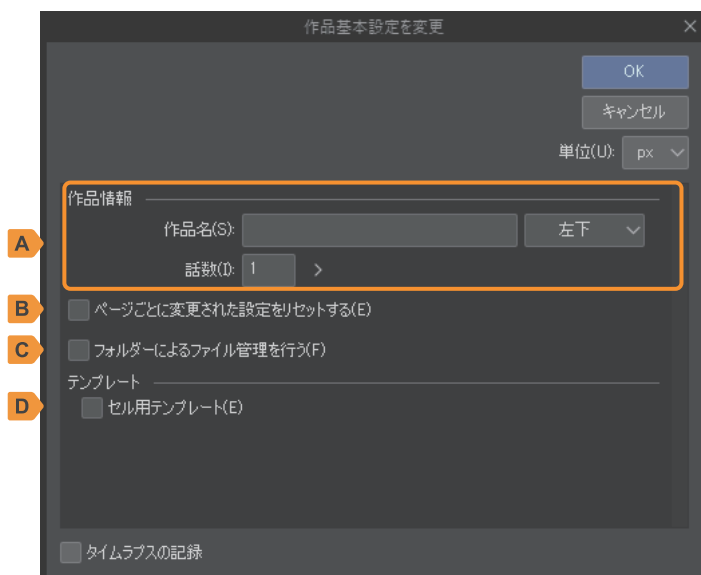 作品基本設定を変更
OK
キャンセル
単位(U): px
作品情報
A
作品名(S): 左下
話数(I): 1
B ページごとに変更された設定をリセットする(E)
C フォルダーによるファイル管理を行う(F)
テンプレート
D セル用テンプレート(E)
タイムラプスの記録